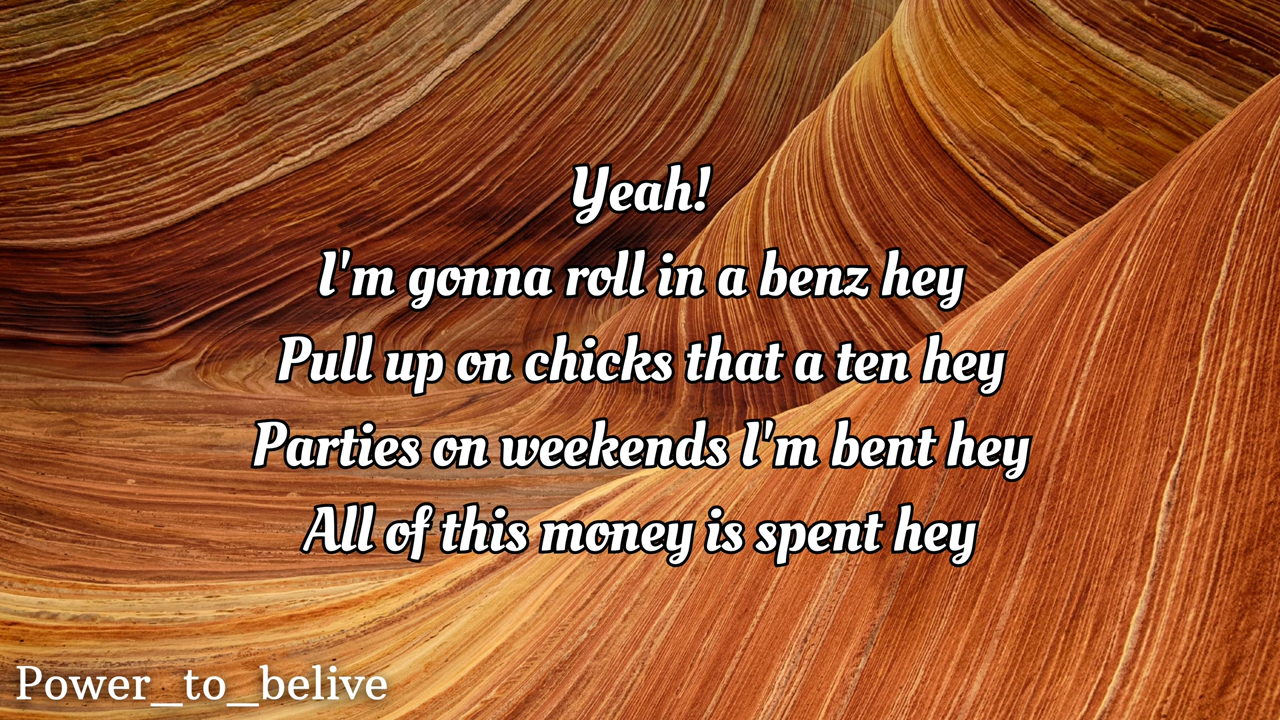 Yeah!
I'm gonna roll in a benz hey
Pull up on chicks that a ten hey
Parties on weekends I'm bent hey
All of this money is spent hey
Power_to_belive